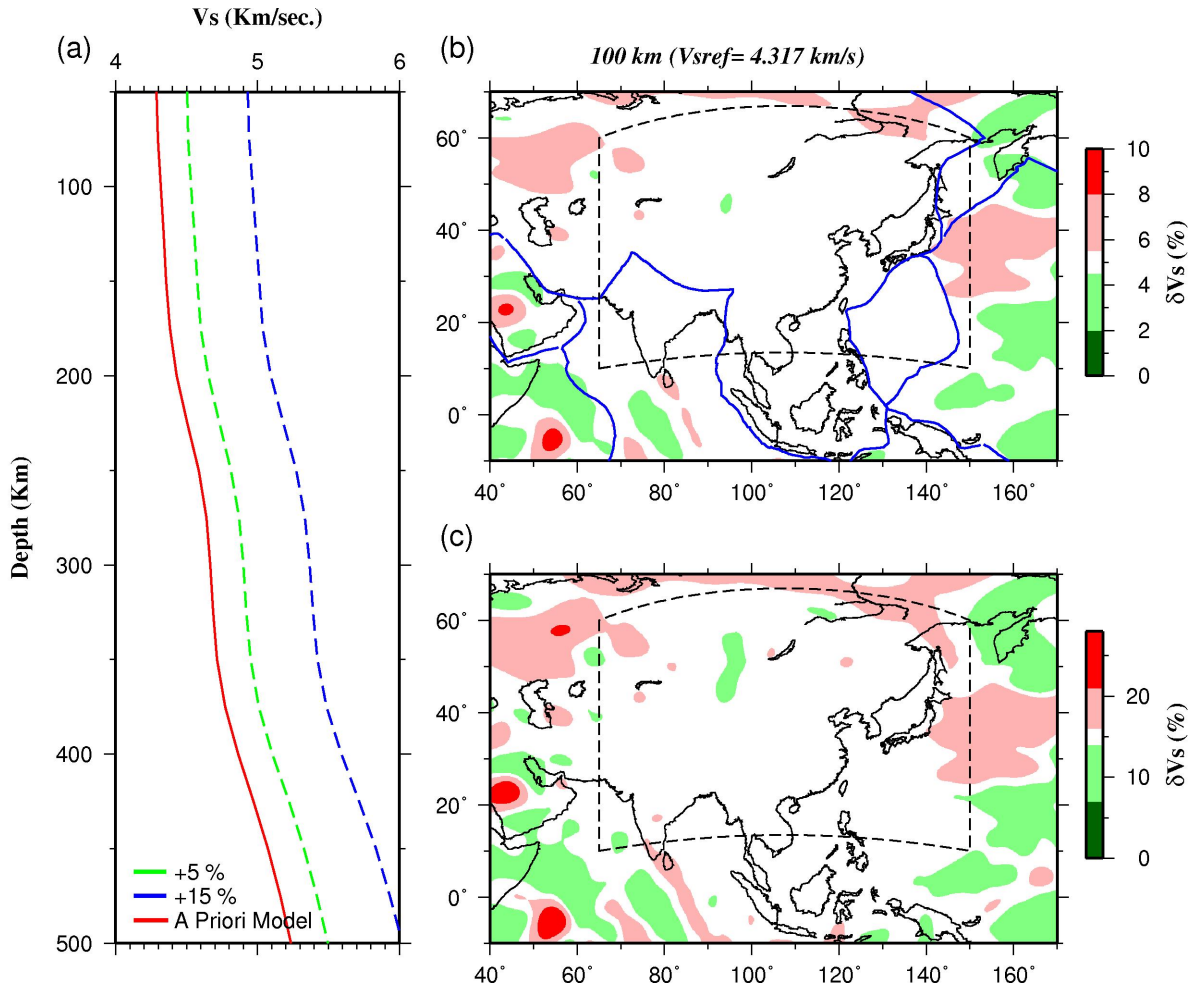 Vs (Km/sec.)
(a)
4 5 6
100
200
300
400
500
Depth (Km)
+5 %
+15 %
A Priori Model
(b)
100 km (Vsref= 4.317 km/s)
60°
40°
20°
0°
40° 60° 80° 100° 120° 140° 160°
10
8
6
4
2
0
δVs (%)
(c)
60°
40°
20°
0°
40° 60° 80° 100° 120° 140° 160°
20
10
0
δVs (%)